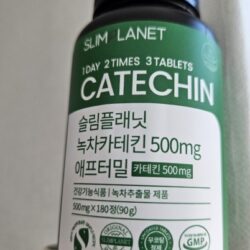 SLIM LANET
1 DAY 2 TIMES 3 TABLETS
CATECHIN
슬림플래닛
녹차카테킨 500mg
애프터밀 카테킨 500mg
건강기능식품 | 녹차추출물 제품
500mg×180정(90g)
SLIMPLANET
GMP